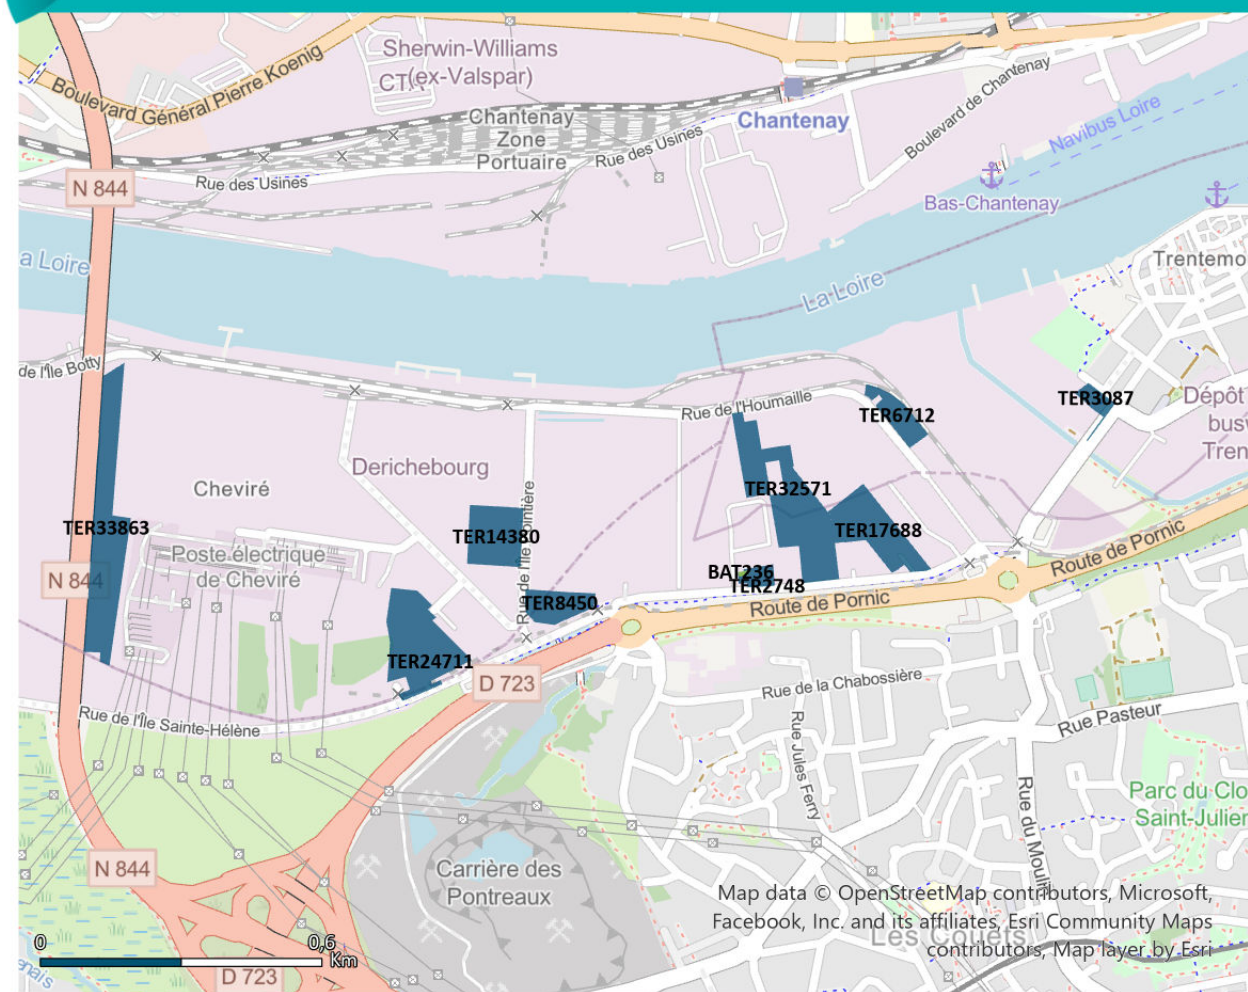 Sherwin-Williams
CTA (ex-Valspar)
Boulevard Général Pierre Koenig
Chantenay
Zone
Portuaire
Chantenay
Boulevard de Chantenay
Navibus Loire
Rue des Usines
Rue des Usines
N 844
Bas-Chantenay
a Loire
La Loire
Trentemo
de l'Île Botty
Rue de l'Houmaille
TER6712
TER3087
Dépôt
bus
Tren
Derichebourg
Cheviré
TER32571
TER33863
TER14380
TER17688
Poste électrique
de Cheviré
N 844
Rue de l'Île Pointière
BAT236
TER2748
TER8450
Route de Pornic
Route de Pornic
TER24711
D 723
Rue de la Chabossière
Rue de l'Île Sainte-Hélène
Rue Pasteur
Rue Jules Ferry
Rue du Moulin
Parc du Clo
Saint-Julien
N 844
Carrière des
Pontreaux
Map data © OpenStreetMap contributors, Microsoft,
Facebook, Inc. and its affiliates, Esri Community Maps
contributors, Map layer by Esri
Les Couëts
0
0,6
Km
D 723